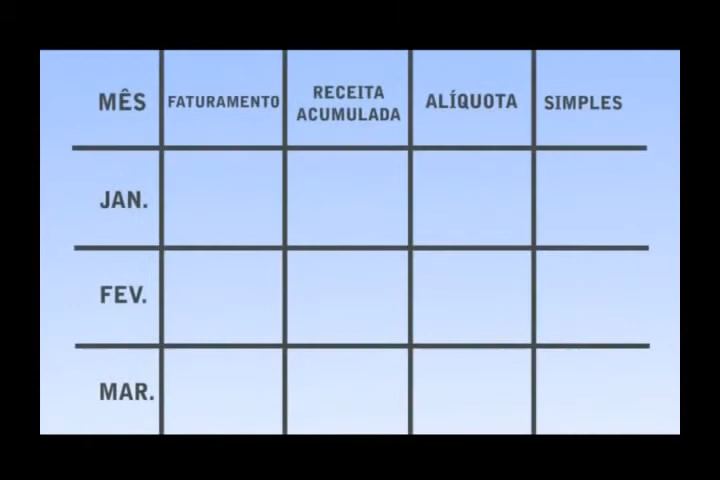 MÊS FATURAMENTO RECEITA ACUMULADA ALÍQUOTA SIMPLES
JAN.
FEV.
MAR.